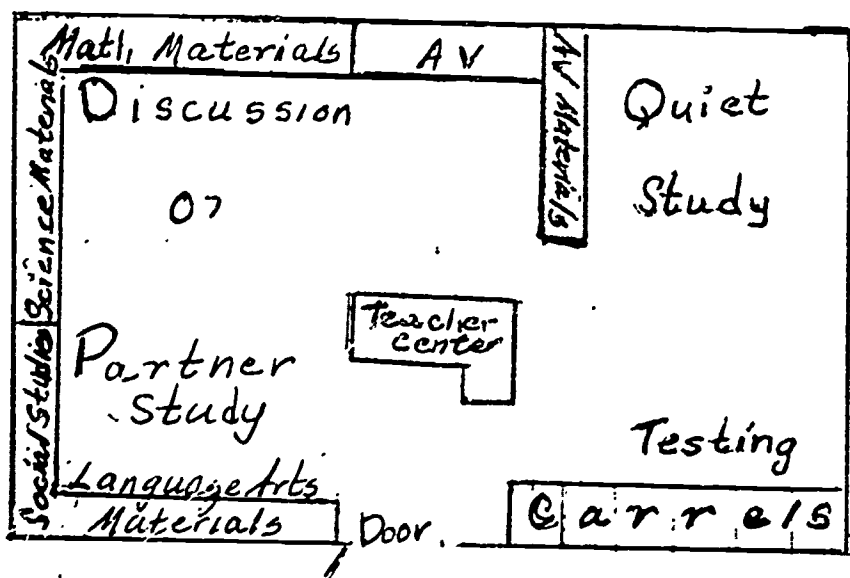 Math Materials
AV
AV Materials
Quiet
Study
Discussion
or
Science Materials
Social Studies
Teacher
Center
Partner
Study
Testing
Language Arts
Materials
Door
Carrels